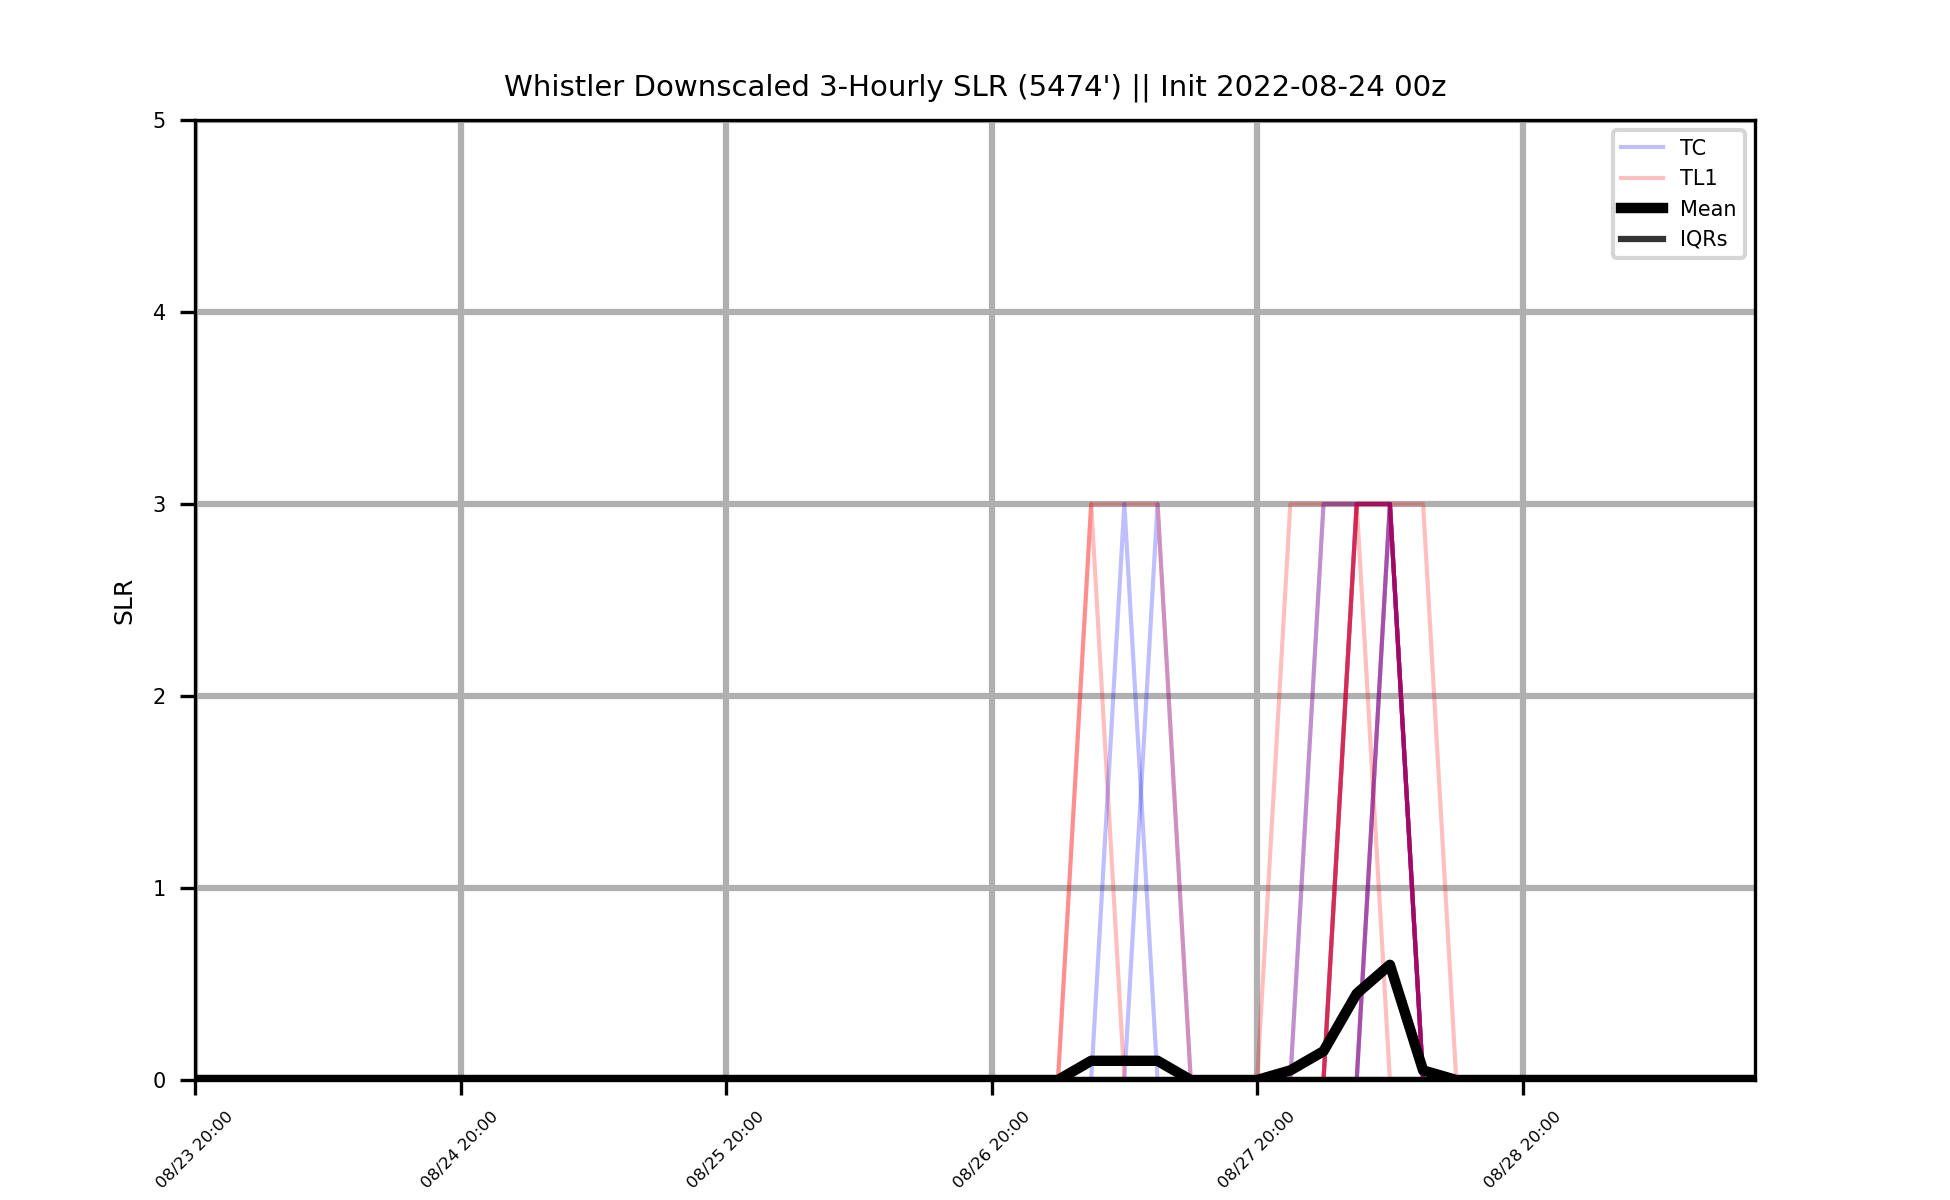 Whistler Downscaled 3-Hourly SLR (5474') || Init 2022-08-24 00z
5
4
3
2
1
0
SLR
TC
TL1
Mean
IQRs
08/23 20:00
08/24 20:00
08/25 20:00
08/26 20:00
08/27 20:00
08/28 20:00